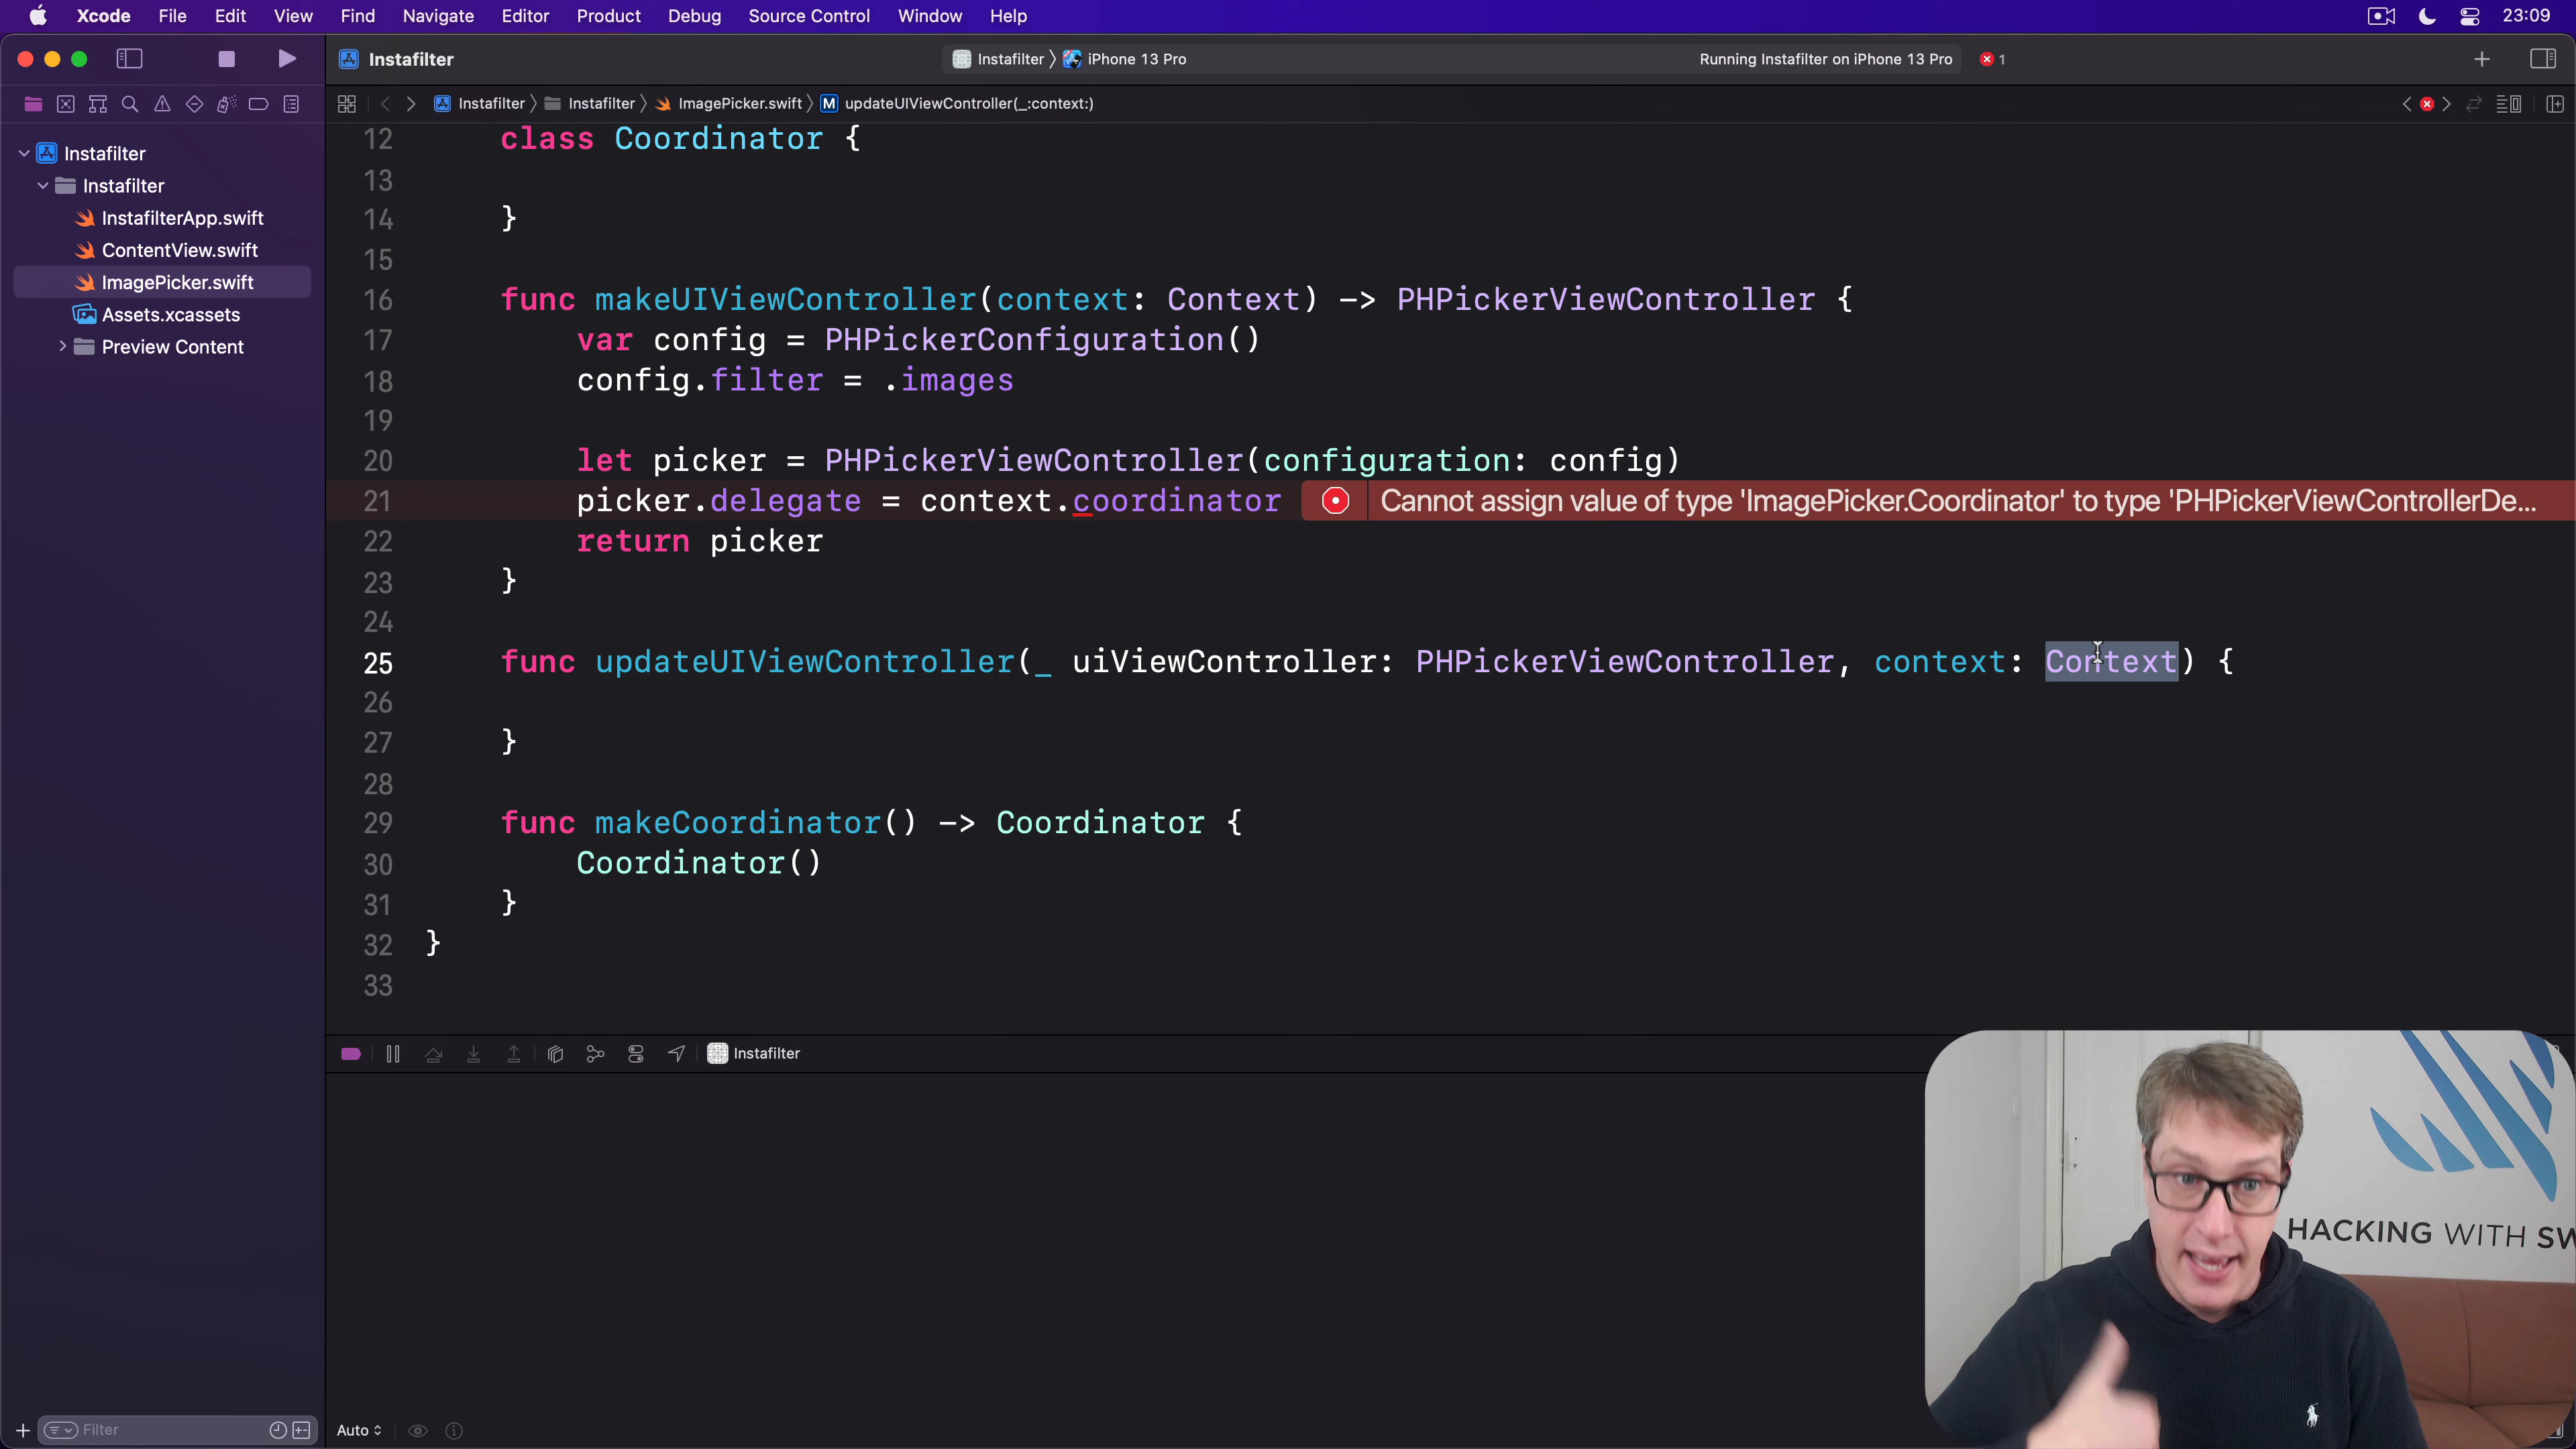 Xcode File Edit View Find Navigate Editor Product Debug Source Control Window Help 23:09
Instafilter Instafilter iPhone 13 Pro Running Instafilter on iPhone 13 Pro 1
Instafilter Instafilter ImagePicker.swift M updateUIViewController(_:context:)
Instafilter
Instafilter
InstafilterApp.swift
ContentView.swift
ImagePicker.swift
Assets.xcassets
Preview Content
12 class Coordinator {
13
14 }
15
16 func makeUIViewController(context: Context) -> PHPickerViewController {
17 var config = PHPickerConfiguration()
18 config.filter = .images
19
20 let picker = PHPickerViewController(configuration: config)
21 picker.delegate = context.coordinator Cannot assign value of type 'ImagePicker.Coordinator' to type 'PHPickerViewControllerDe...
22 return picker
23 }
24
25 func updateUIViewController(_ uiViewController: PHPickerViewController, context: Context) {
26
27 }
28
29 func makeCoordinator() -> Coordinator {
30 Coordinator()
31 }
32 }
33
Instafilter
HACKING WITH SW
Filter
Auto